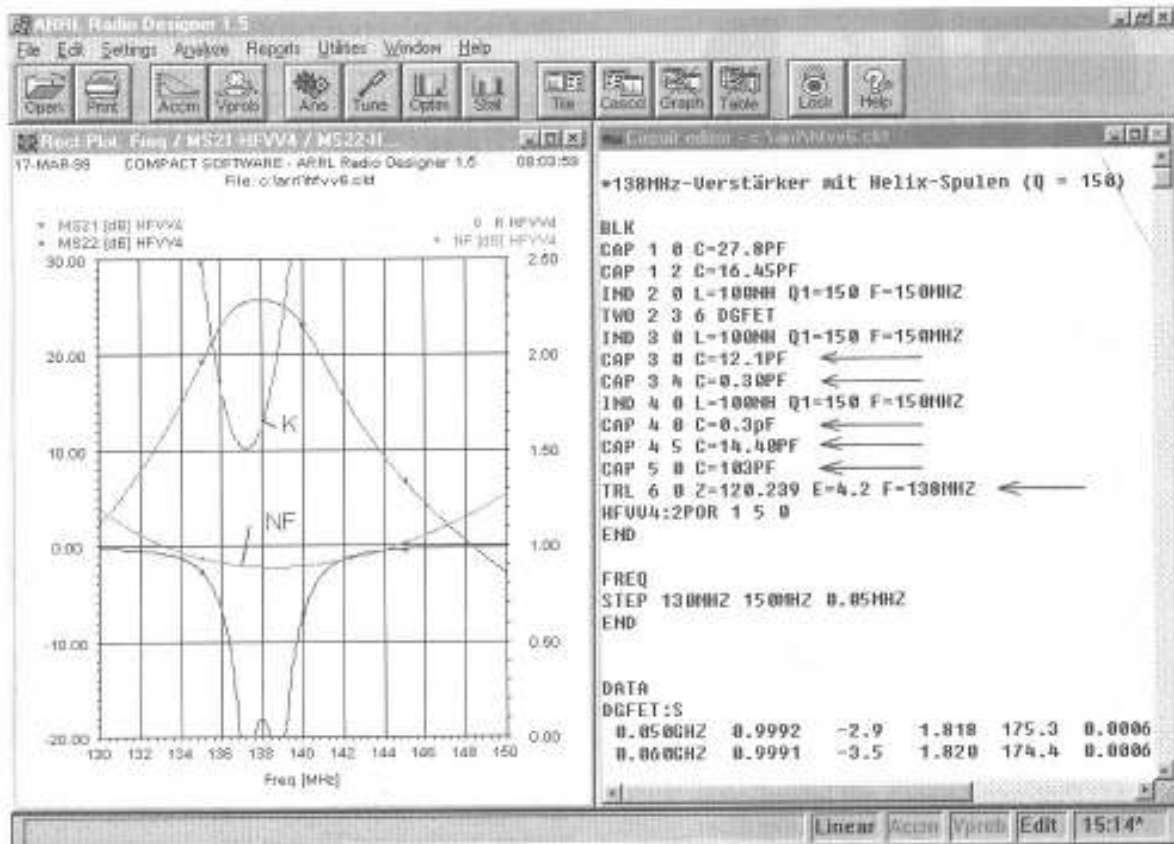 ARRL Radio Designer 1.5
File Edit Settings Analyze Reports Utilities Window Help
Open Print Accm Vprob Ana Tune Optim Stat Tile Cascd Graph Table Lock Help
Rect Plot: Freq / MS21-HFVV4 / MS22-H...
17-MAR-99 COMPACT SOFTWARE - ARRL Radio Designer 1.5 08:03:59
File: c:\arrl\hfvv6.ckt
MS21 [dB] HFVV4
MS22 [dB] HFVV4
K HFVV4
NF [dB] HFVV4
30.00
20.00
10.00
0.00
-10.00
-20.00
2.50
2.00
1.50
1.00
0.50
0.00
K
NF
130 132 134 136 138 140 142 144 146 148 150
Freq [MHz]
Circuit editor - c:\arrl\hfvv6.ckt
*138MHz-Verstärker mit Helix-Spulen (Q = 150)
BLK
CAP 1 0 C=27.8PF
CAP 1 2 C=16.45PF
IND 2 0 L=100NH Q1=150 F=150MHZ
TWO 2 3 6 DGFET
IND 3 0 L=100NH Q1=150 F=150MHZ
CAP 3 0 C=12.1PF
CAP 3 4 C=0.30PF
IND 4 0 L=100NH Q1=150 F=150MHZ
CAP 4 0 C=0.3pF
CAP 4 5 C=14.40PF
CAP 5 0 C=103PF
TRL 6 0 Z=120.239 E=4.2 F=138MHZ
HFVV4:2POR 1 5 0
END
FREQ
STEP 130MHZ 150MHZ 0.05MHZ
END
DATA
DGFET:S
0.050GHZ 0.9992 -2.9 1.818 175.3 0.0006
0.060GHZ 0.9991 -3.5 1.820 174.4 0.0006
Linear Accm Vprob Edit 15:14*